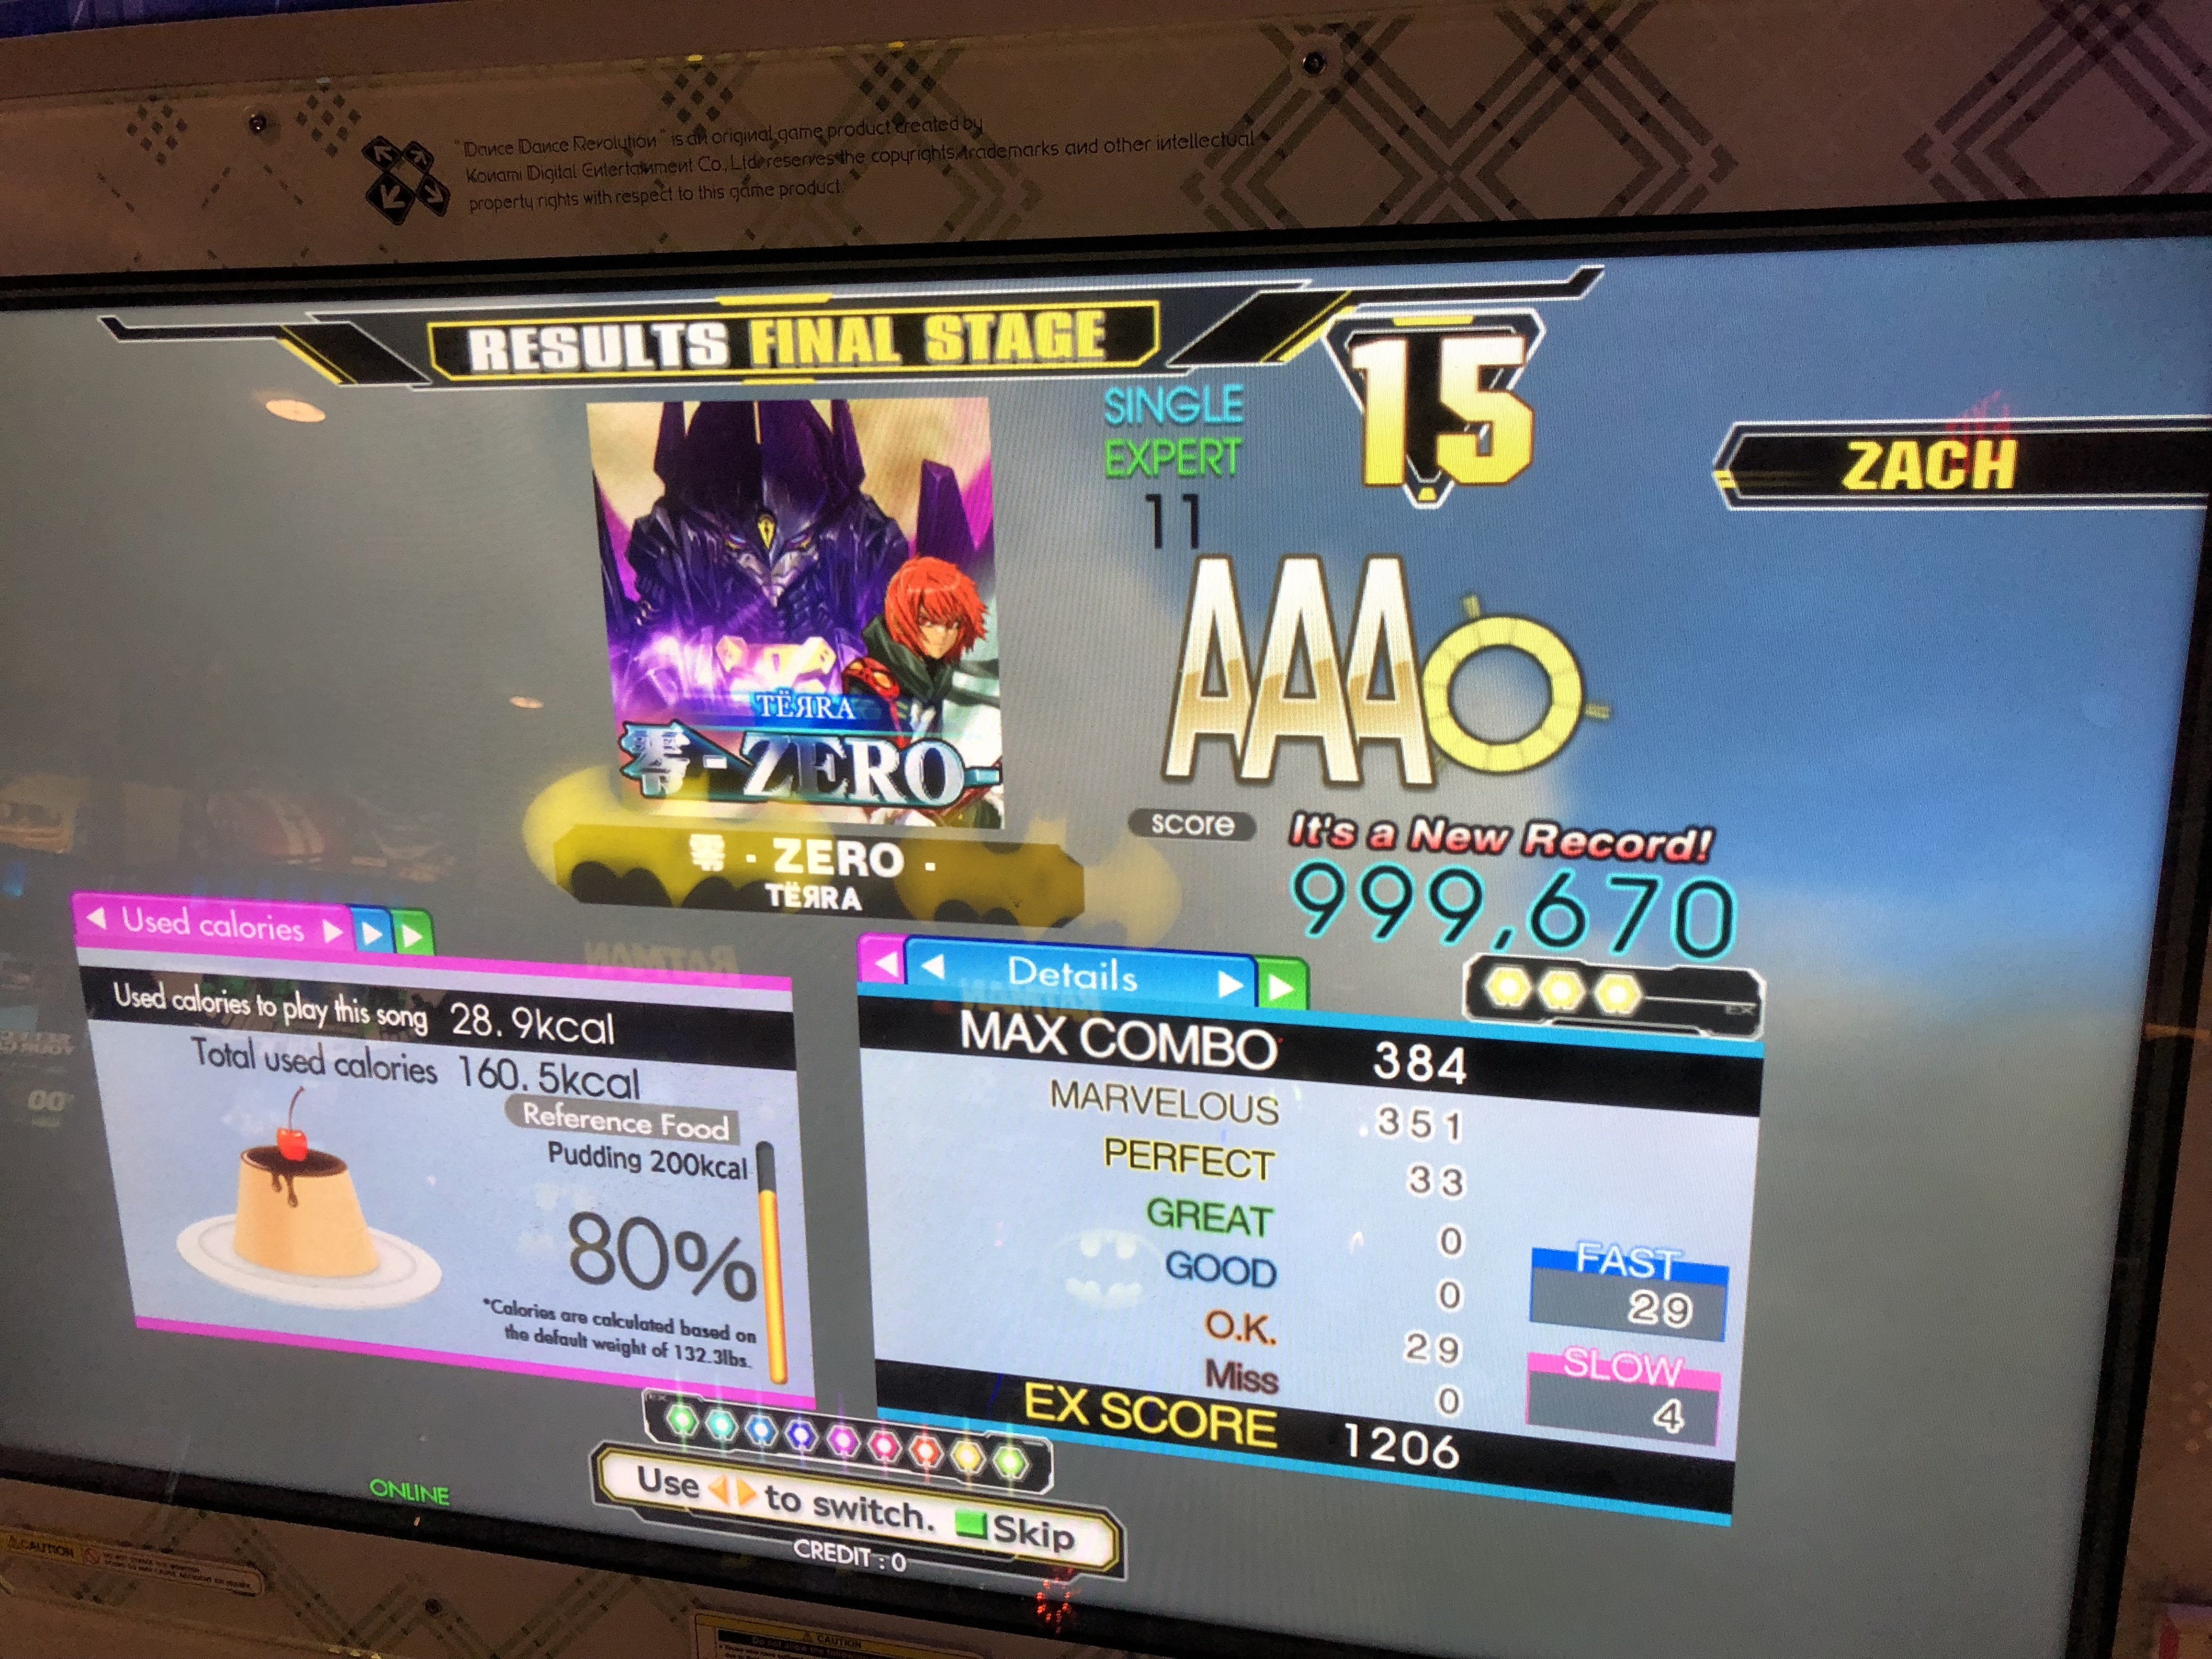 "Dance Dance Revolution" is an original game product created by
Konami Digital Entertainment Co., Ltd. reserves the copyrights, trademarks and other intellectual
property rights with respect to this game product.
RESULTS FINAL STAGE
SINGLE
EXPERT
11
15
ZACH
TËЯRA
零-ZERO-
AAA
零 - ZERO -
TËЯRA
score
It's a New Record!
999,670
EX
Used calories
Used calories to play this song 28.9kcal
Total used calories 160.5kcal
Reference Food
Pudding 200kcal
80%
*Calories are calculated based on
the default weight of 132.3lbs.
Details
MAX COMBO 384
MARVELOUS 351
PERFECT 33
GREAT 0
GOOD 0
O.K. 29
Miss 0
EX SCORE 1206
FAST
29
SLOW
4
Use to switch. Skip
ONLINE
CREDIT : 0
CAUTION
CAUTION